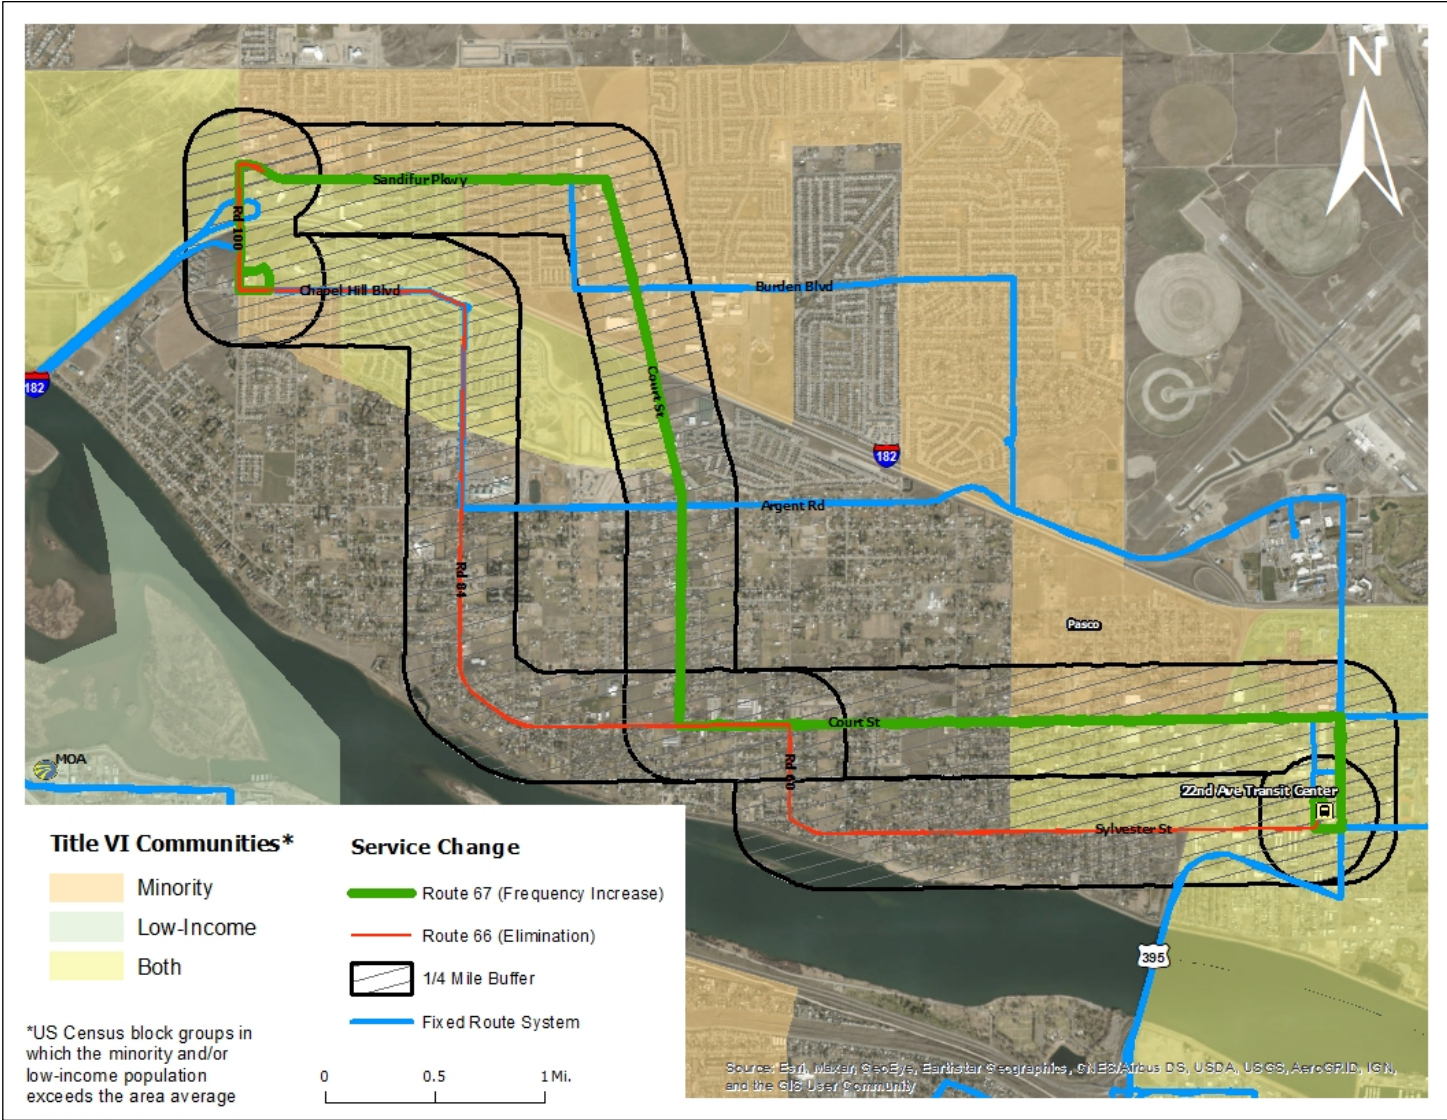 N
Sandifur Pkwy
Rd 100
Chapel Hill Blvd
Burden Blvd
182
Court St
182
Argent Rd
Rd 84
Pasco
Court St
MOA
Rd 60
22nd Ave Transit Center
Sylvester St
395
Title VI Communities*
Minority
Low-Income
Both
*US Census block groups in
which the minority and/or
low-income population
exceeds the area average
Service Change
Route 67 (Frequency Increase)
Route 66 (Elimination)
1/4 Mile Buffer
Fixed Route System
0 0.5 1 Mi.
Source: Esri, Maxar, GeoEye, Earthstar Geographics, CNES/Airbus DS, USDA, USGS, AeroGRID, IGN,
and the GIS User Community